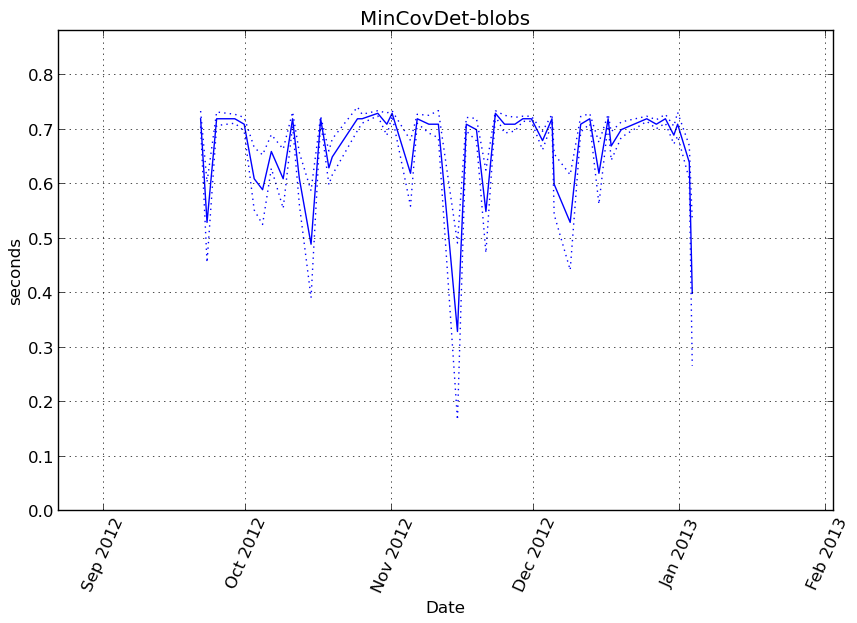 MinCovDet-blobs
seconds
0.8
0.7
0.6
0.5
0.4
0.3
0.2
0.1
0.0
Sep 2012
Oct 2012
Nov 2012
Dec 2012
Jan 2013
Feb 2013
Date